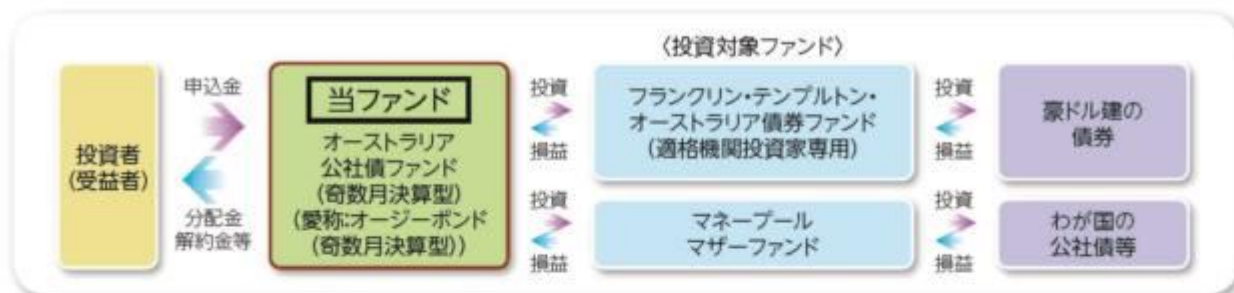 〈投資対象ファンド〉
投資者
(受益者)
申込金
分配金
解約金等
当ファンド
オーストラリア
公社債ファンド
(奇数月決算型)
(愛称:オージーボンド
(奇数月決算型))
投資
損益
投資
損益
フランクリン・テンプルトン・
オーストラリア債券ファンド
(適格機関投資家専用)
マネープール
マザーファンド
投資
損益
投資
損益
豪ドル建の
債券
わが国の
公社債等